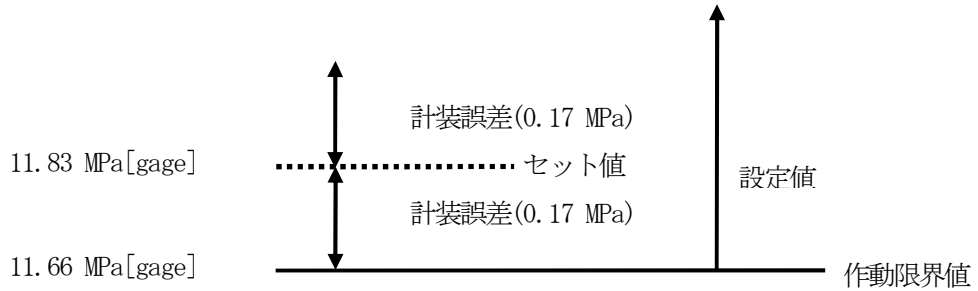 計装誤差(0.17 MPa)
11.83 MPa[gage]
セット値
設定値
計装誤差(0.17 MPa)
11.66 MPa[gage]
作動限界値